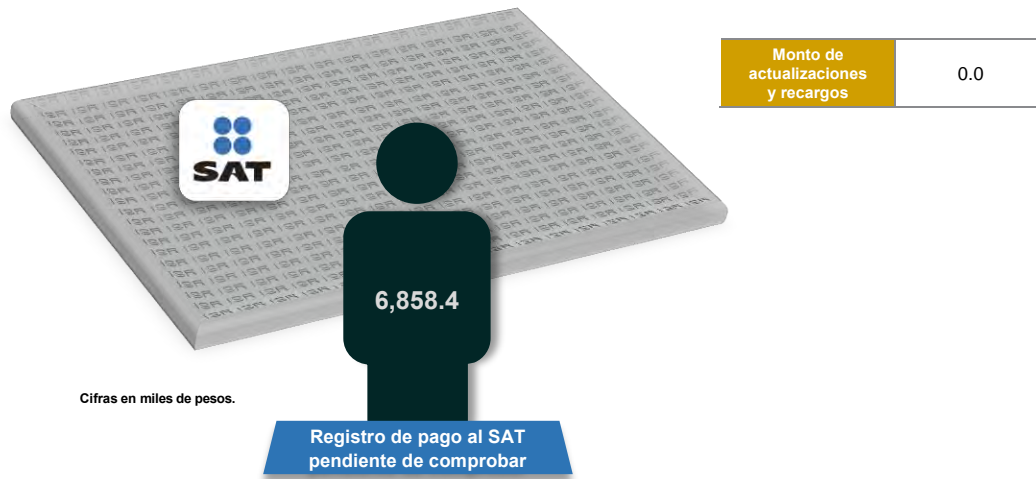 Monto de
actualizaciones
y recargos
0.0
SAT
6,858.4
Cifras en miles de pesos.
Registro de pago al SAT
pendiente de comprobar